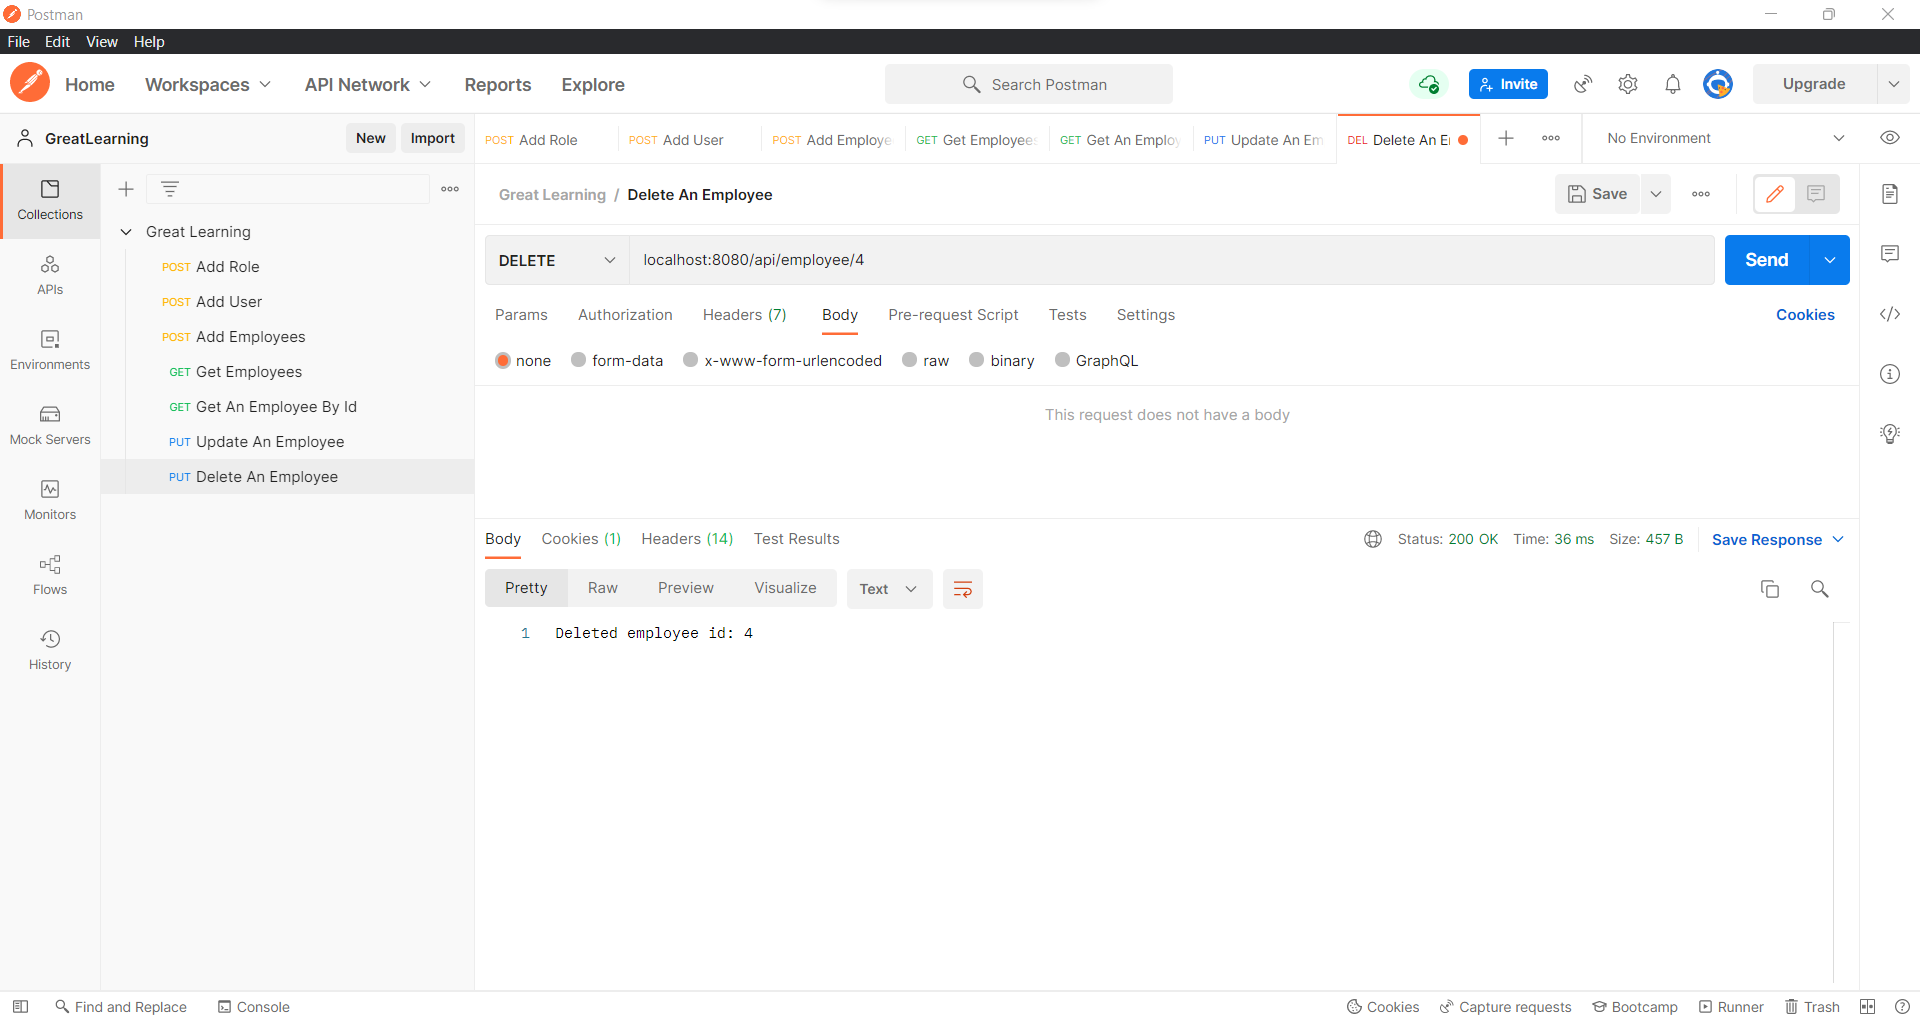 Postman
File Edit View Help
Home Workspaces API Network Reports Explore Search Postman Invite Upgrade
GreatLearning New Import
POST Add Role POST Add User POST Add Employe GET Get Employees GET Get An Employ PUT Update An Em DEL Delete An E No Environment
Collections
APIs
Environments
Mock Servers
Monitors
Flows
History
Great Learning
POST Add Role
POST Add User
POST Add Employees
GET Get Employees
GET Get An Employee By Id
PUT Update An Employee
PUT Delete An Employee
Great Learning / Delete An Employee Save
DELETE localhost:8080/api/employee/4 Send
Params Authorization Headers (7) Body Pre-request Script Tests Settings Cookies
none form-data x-www-form-urlencoded raw binary GraphQL
This request does not have a body
Body Cookies (1) Headers (14) Test Results Status: 200 OK Time: 36 ms Size: 457 B Save Response
Pretty Raw Preview Visualize Text
1 Deleted employee id: 4
Find and Replace Console Cookies Capture requests Bootcamp Runner Trash